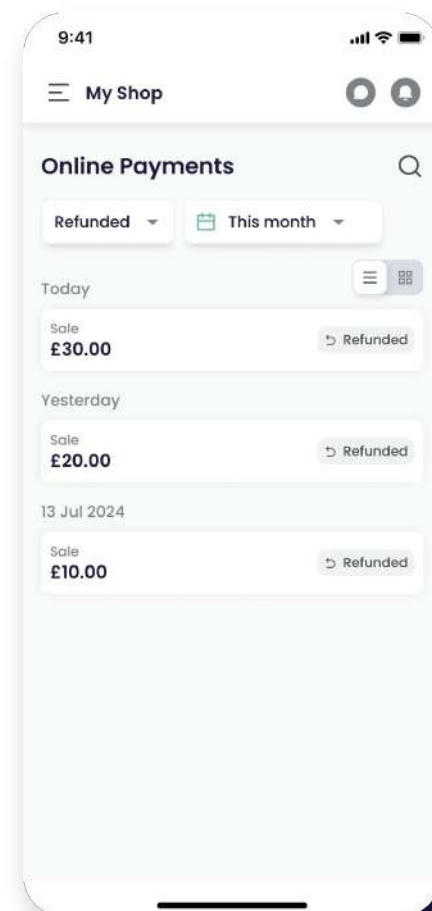 9:41
My Shop
Online Payments
Refunded
This month
Today
Sale
£30.00
Refunded
Yesterday
Sale
£20.00
Refunded
13 Jul 2024
Sale
£10.00
Refunded